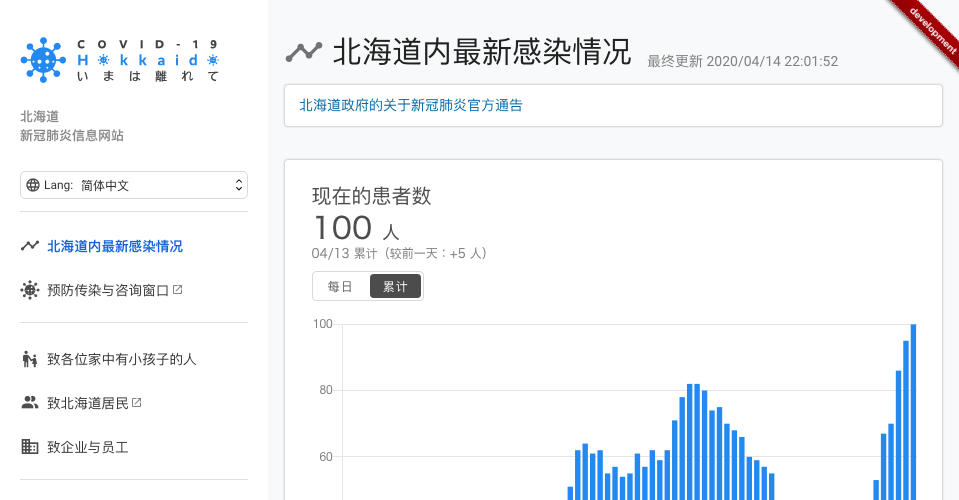 COVID-19
Hokkaido
いまは離れて
北海道
新冠肺炎信息网站
Lang: 简体中文
北海道内最新感染情况
预防传染与咨询窗口
致各位家中有小孩子的人
致北海道居民
致企业与员工
北海道内最新感染情况 最终更新 2020/04/14 22:01:52
development
北海道政府的关于新冠肺炎官方通告
现在的患者数
100 人
04/13 累计（较前一天：+5 人）
每日 累计
100
80
60